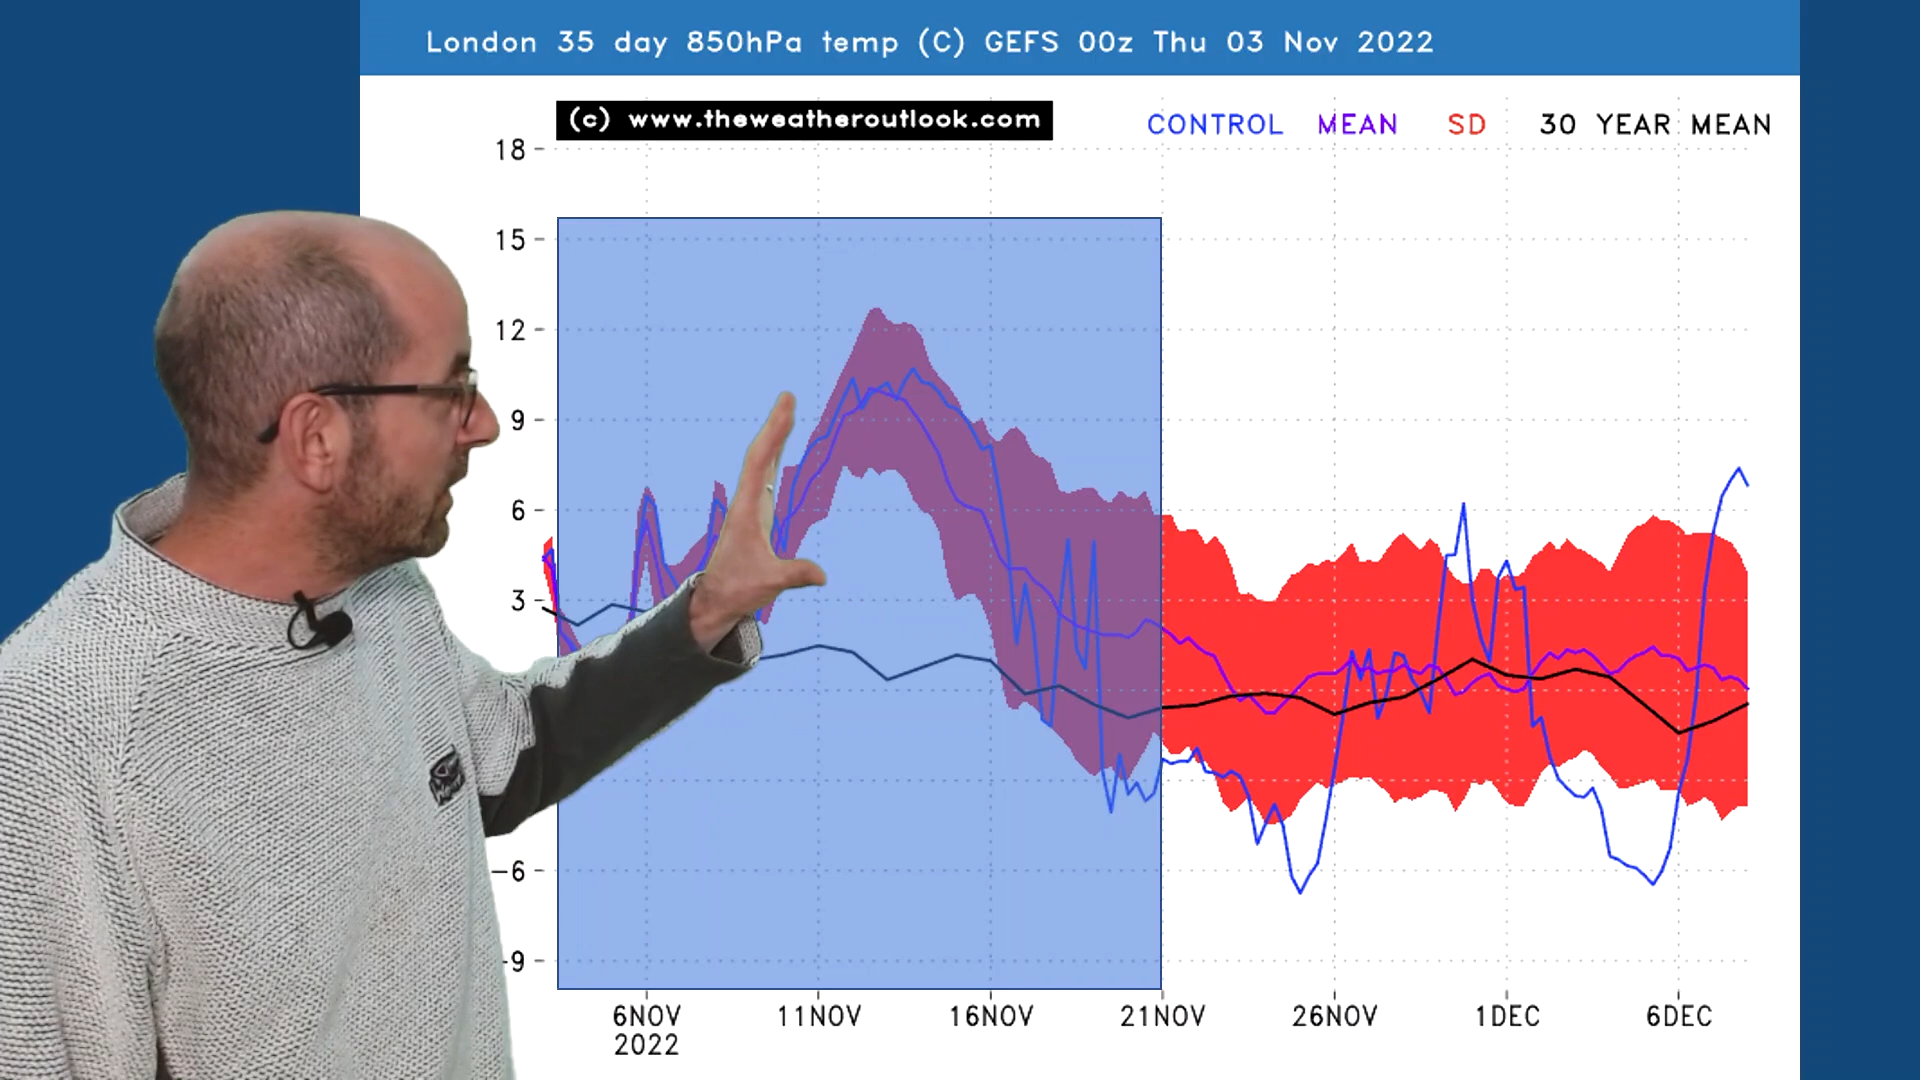 London 35 day 850hPa temp (C) GEFS 00z Thu 03 Nov 2022
(c) www.theweatheroutlook.com
CONTROL MEAN SD 30 YEAR MEAN
18
15
12
9
6
3
-6
-9
6NOV 11NOV 16NOV 21NOV 26NOV 1DEC 6DEC
2022